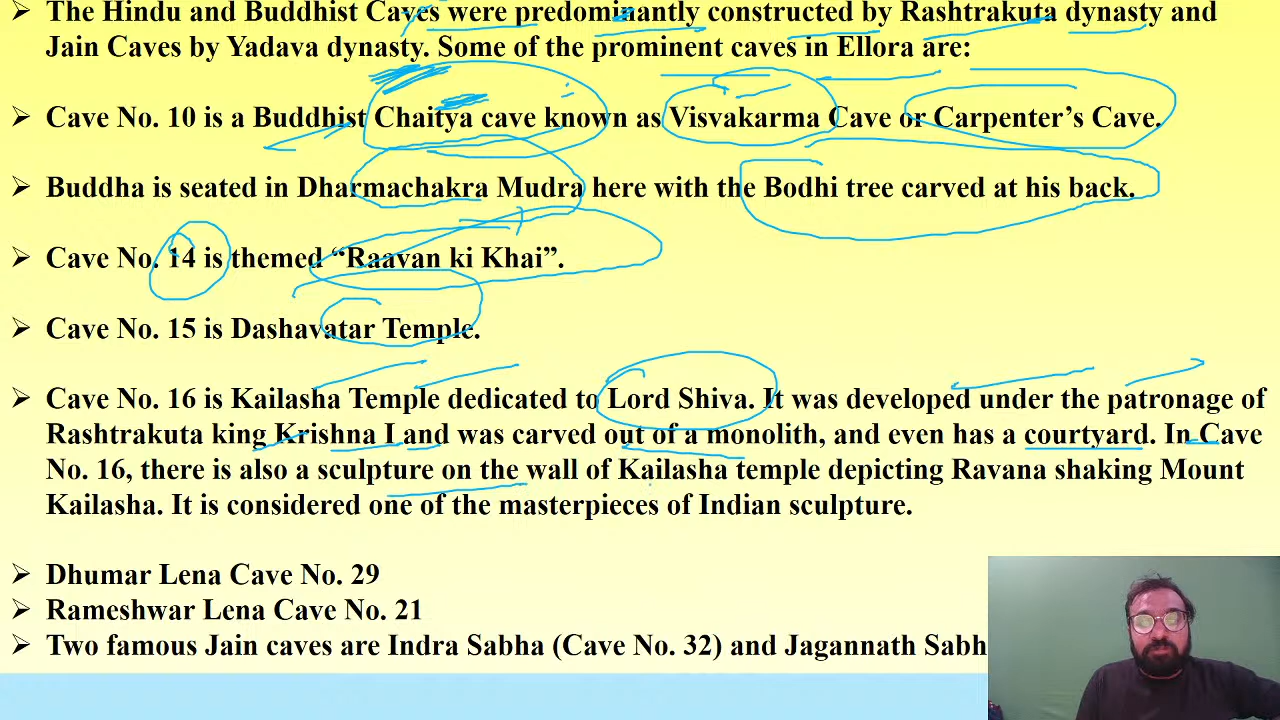 ➢ The Hindu and Buddhist Caves were predominantly constructed by Rashtrakuta dynasty and
Jain Caves by Yadava dynasty. Some of the prominent caves in Ellora are:
➢ Cave No. 10 is a Buddhist Chaitya cave known as Visvakarma Cave or Carpenter’s Cave.
➢ Buddha is seated in Dharmachakra Mudra here with the Bodhi tree carved at his back.
➢ Cave No. 14 is themed “Raavan ki Khai”.
➢ Cave No. 15 is Dashavatar Temple.
➢ Cave No. 16 is Kailasha Temple dedicated to Lord Shiva. It was developed under the patronage of
Rashtrakuta king Krishna I and was carved out of a monolith, and even has a courtyard. In Cave
No. 16, there is also a sculpture on the wall of Kailasha temple depicting Ravana shaking Mount
Kailasha. It is considered one of the masterpieces of Indian sculpture.
➢ Dhumar Lena Cave No. 29
➢ Rameshwar Lena Cave No. 21
➢ Two famous Jain caves are Indra Sabha (Cave No. 32) and Jagannath Sabh